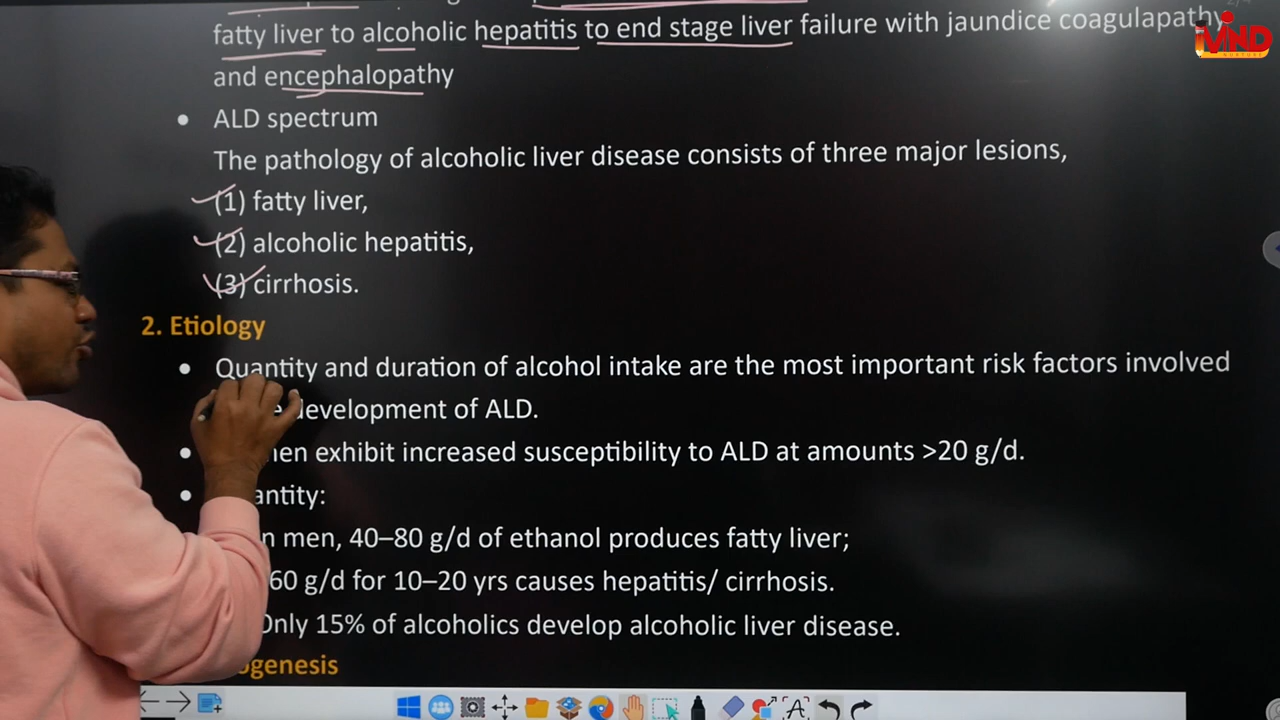 fatty liver to alcoholic hepatitis to end stage liver failure with jaundice coagulapathy
and encephalopathy
• ALD spectrum
The pathology of alcoholic liver disease consists of three major lesions,
(1) fatty liver,
(2) alcoholic hepatitis,
(3) cirrhosis.
2. Etiology
• Quantity and duration of alcohol intake are the most important risk factors involved
development of ALD.
• men exhibit increased susceptibility to ALD at amounts >20 g/d.
• antity:
n men, 40–80 g/d of ethanol produces fatty liver;
60 g/d for 10–20 yrs causes hepatitis/ cirrhosis.
Only 15% of alcoholics develop alcoholic liver disease.
ogenesis
MIND